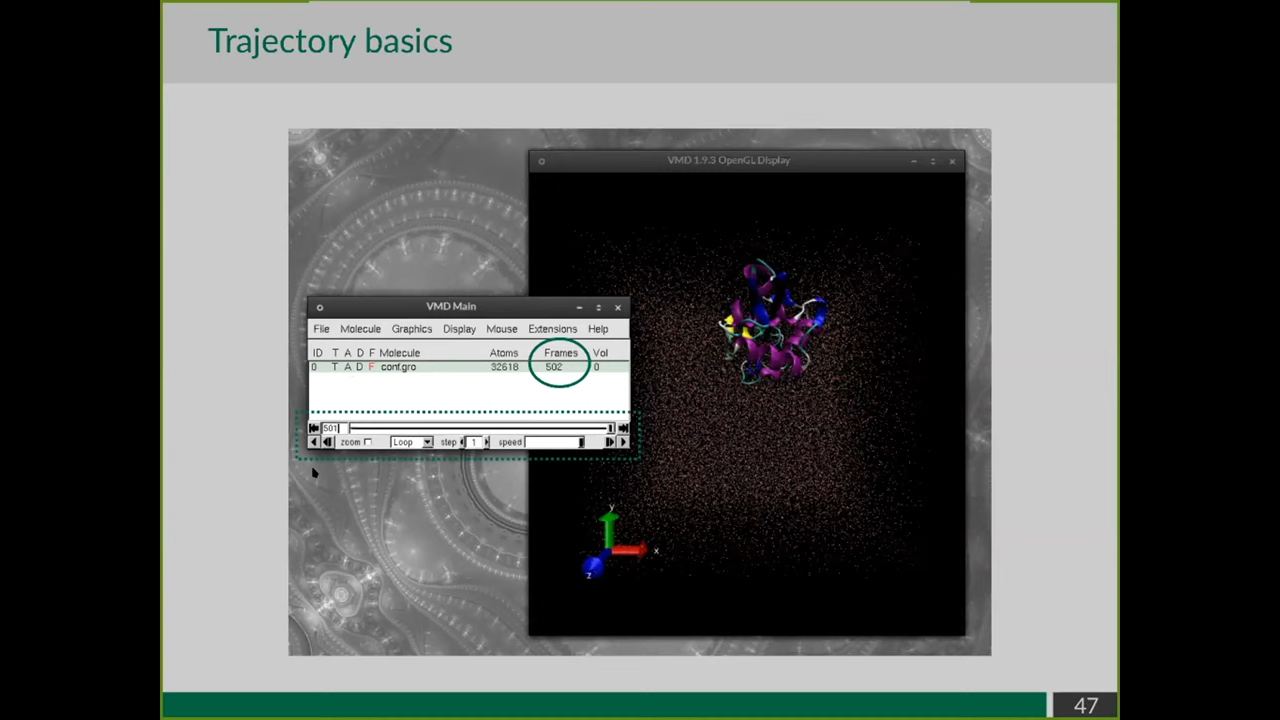 Trajectory basics
VMD 1.9.3 OpenGL Display
VMD Main
File Molecule Graphics Display Mouse Extensions Help
ID T A D F Molecule Atoms Frames Vol
0 T A D F conf.gro 32618 502 0
501
zoom Loop step 1 speed
y
x
z
47